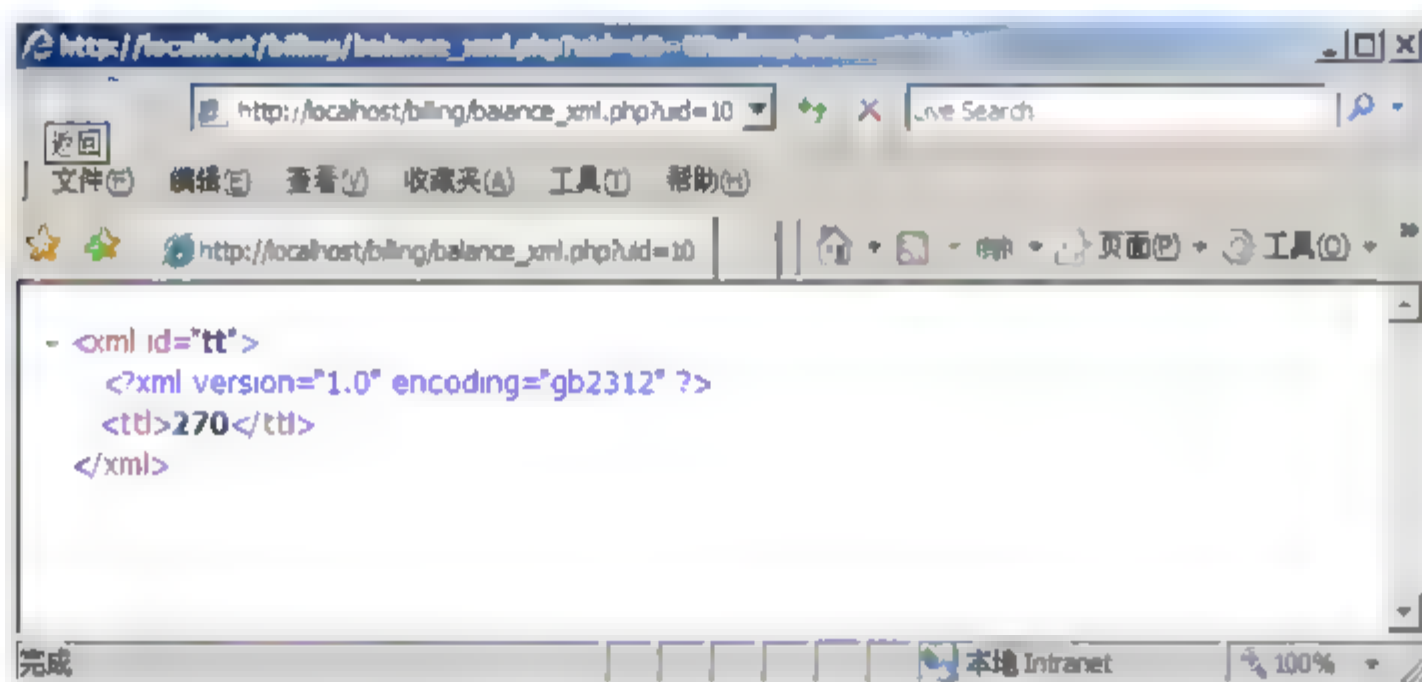 http://localhost/billing/balance_xml.php?uid=10
Live Search
返回
文件(F) 编辑(E) 查看(V) 收藏夹(A) 工具(T) 帮助(H)
http://localhost/billing/balance_xml.php?uid=10
页面(P) 工具(O)
- <xml id="tt">
<?xml version="1.0" encoding="gb2312" ?>
<ttl>270</ttl>
</xml>
完成 本地 Intranet 100%